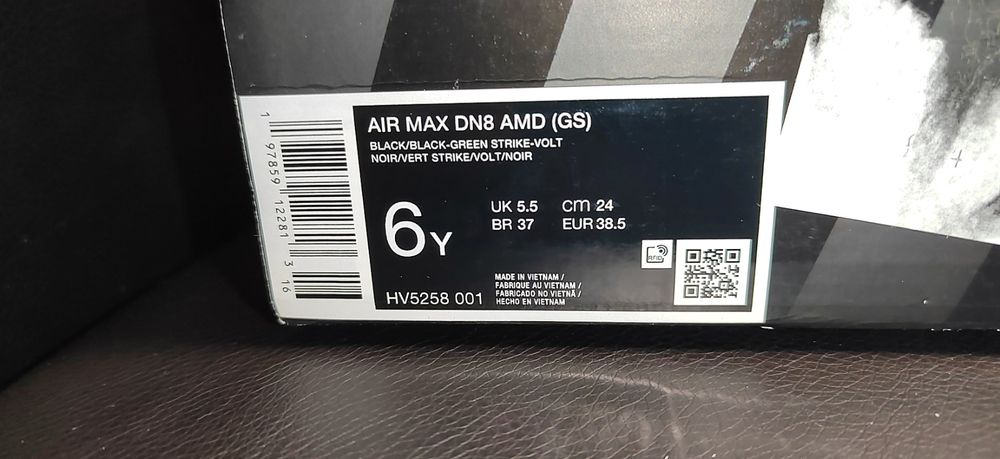 AIR MAX DN8 AMD (GS)
BLACK/BLACK-GREEN STRIKE-VOLT
NOIR/VERT STRIKE/VOLT/NOIR
6Y
UK 5.5 CM 24
BR 37 EUR 38.5
RFID
HV5258 001
MADE IN VIETNAM /
FABRIQUE AU VIETNAM /
FABRICADO NO VIETNÃ /
HECHO EN VIETNAM
1 97859 12281 3 16